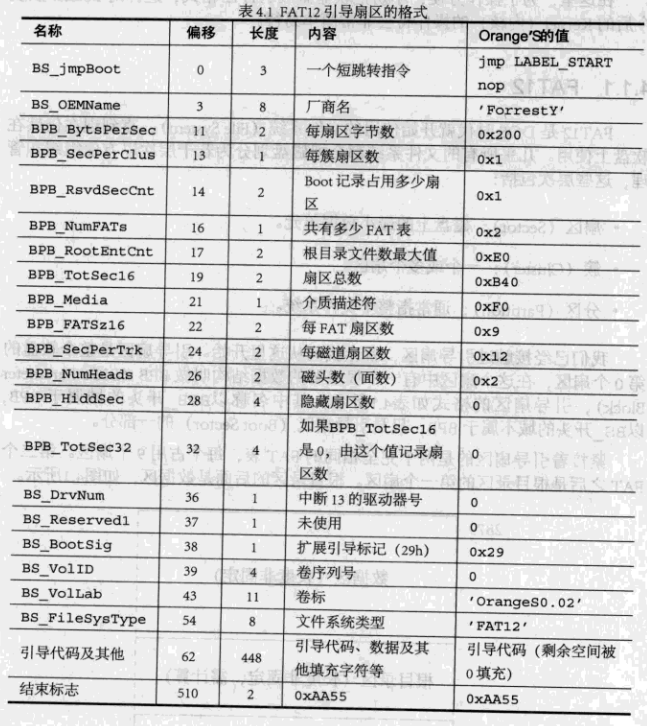 表 4.1 FAT12 引导扇区的格式
名称 偏移 长度 内容 Orange'S的值
BS_jmpBoot 0 3 一个短跳转指令 jmp LABEL_START
nop
BS_OEMName 3 8 厂商名 'ForrestY'
BPB_BytsPerSec 11 2 每扇区字节数 0x200
BPB_SecPerClus 13 1 每簇扇区数 0x1
BPB_RsvdSecCnt 14 2 Boot 记录占用多少扇
区 0x1
BPB_NumFATs 16 1 共有多少 FAT 表 0x2
BPB_RootEntCnt 17 2 根目录文件数最大值 0xE0
BPB_TotSec16 19 2 扇区总数 0xB40
BPB_Media 21 1 介质描述符 0xF0
BPB_FATSz16 22 2 每 FAT 扇区数 0x9
BPB_SecPerTrk 24 2 每磁道扇区数 0x12
BPB_NumHeads 26 2 磁头数（面数） 0x2
BPB_HiddSec 28 4 隐藏扇区数 0
BPB_TotSec32 32 4 如果BPB_TotSec16
是 0，由这个值记录扇
区数 0
BS_DrvNum 36 1 中断 13 的驱动器号 0
BS_Reserved1 37 1 未使用 0
BS_BootSig 38 1 扩展引导标记（29h） 0x29
BS_VolID 39 4 卷序列号 0
BS_VolLab 43 11 卷标 'OrangeS0.02'
BS_FileSysType 54 8 文件系统类型 'FAT12'
引导代码及其他 62 448 引导代码、数据及其
他填充字符等 引导代码（剩余空间被
0 填充）
结束标志 510 2 0xAA55 0xAA55